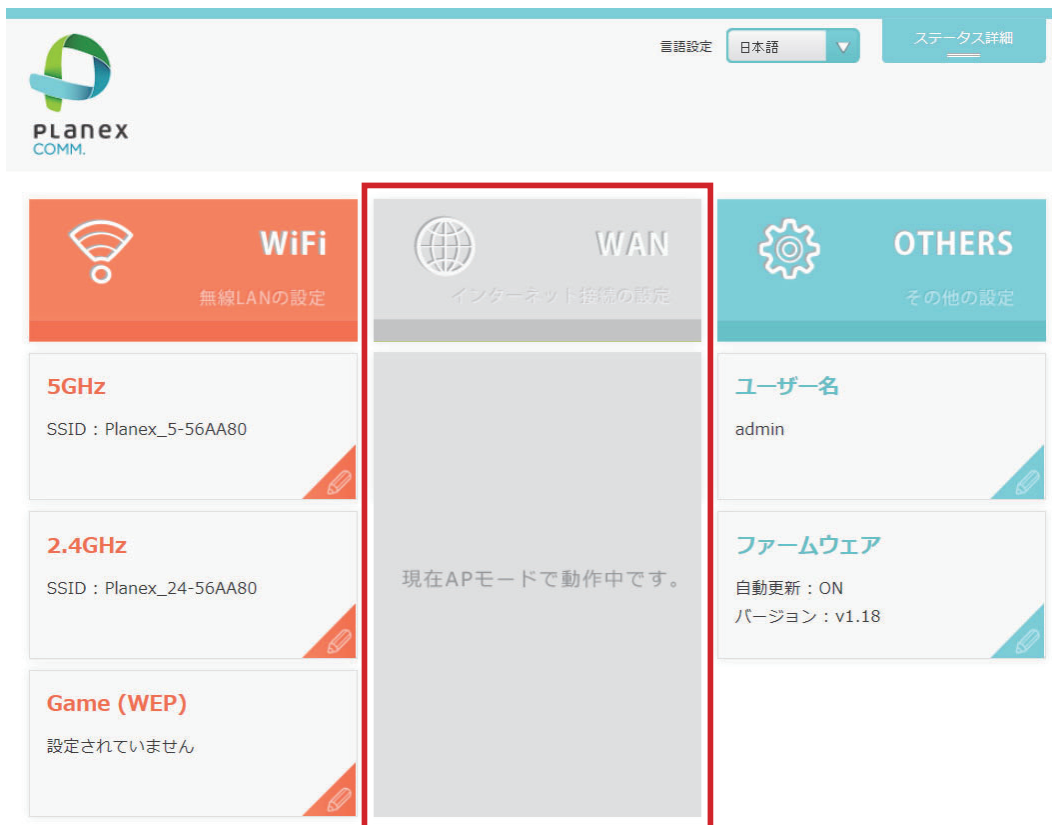 言語設定
日本語
ステータス詳細
PLanex
COMM.
WiFi
無線LANの設定
WAN
インターネット接続の設定
OTHERS
その他の設定
5GHz
SSID : Planex_5-56AA80
2.4GHz
SSID : Planex_24-56AA80
Game (WEP)
設定されていません
現在APモードで動作中です。
ユーザー名
admin
ファームウェア
自動更新 : ON
バージョン : v1.18